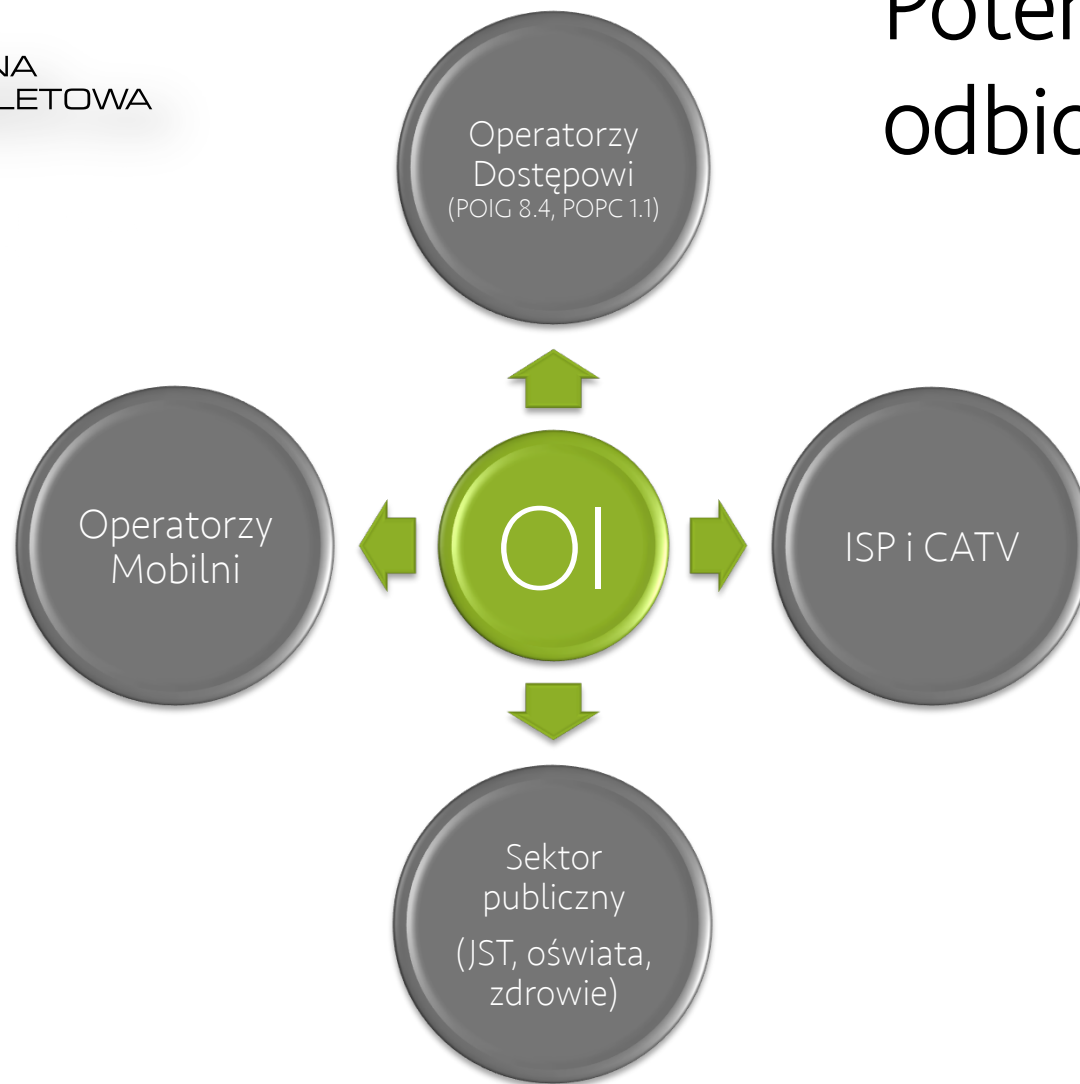 NA
LETOWA
Poten
odbio
Operatorzy
Dostępowi
(POIG 8.4, POPC 1.1)
Operatorzy
Mobilni
OI
ISP i CATV
Sektor
publiczny
(JST, oświata,
zdrowie)